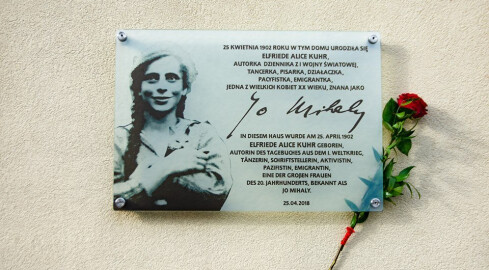 25 KWIETNIA 1902 ROKU W TYM DOMU URODZIŁA SIĘ
ELFRIEDE ALICE KUHR,
AUTORKA DZIENNIKA Z I WOJNY ŚWIATOWEJ,
TANCERKA, PISARKA, DZIAŁACZKA,
PACYFISTKA, EMIGRANTKA,
JEDNA Z WIELKICH KOBIET XX WIEKU, ZNANA JAKO
Jo Mihaly
IN DIESEM HAUS WURDE AM 25. APRIL 1902
ELFRIEDE ALICE KUHR GEBOREN,
AUTORIN DES TAGEBUCHES AUS DEM I. WELTKRIEG,
TÄNZERIN, SCHRIFTSTELLERIN, AKTIVISTIN,
PAZIFISTIN, EMIGRANTIN,
EINE DER GROßEN FRAUEN
DES 20. JAHRHUNDERTS, BEKANNT ALS
JO MIHALY.
25.04.2018